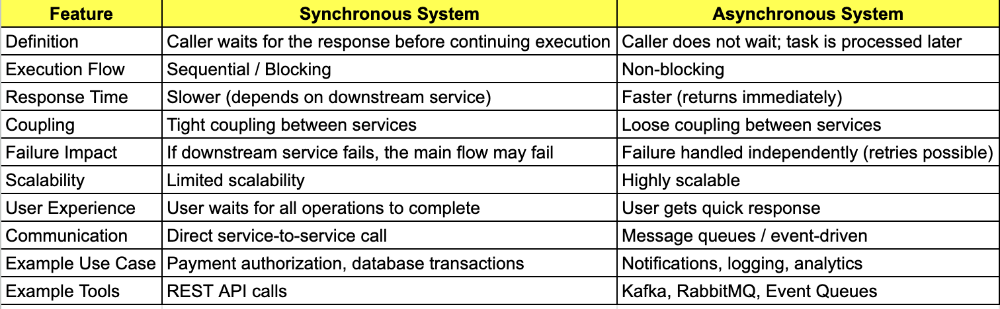 Feature Synchronous System Asynchronous System
Definition Caller waits for the response before continuing execution Caller does not wait; task is processed later
Execution Flow Sequential / Blocking Non-blocking
Response Time Slower (depends on downstream service) Faster (returns immediately)
Coupling Tight coupling between services Loose coupling between services
Failure Impact If downstream service fails, the main flow may fail Failure handled independently (retries possible)
Scalability Limited scalability Highly scalable
User Experience User waits for all operations to complete User gets quick response
Communication Direct service-to-service call Message queues / event-driven
Example Use Case Payment authorization, database transactions Notifications, logging, analytics
Example Tools REST API calls Kafka, RabbitMQ, Event Queues